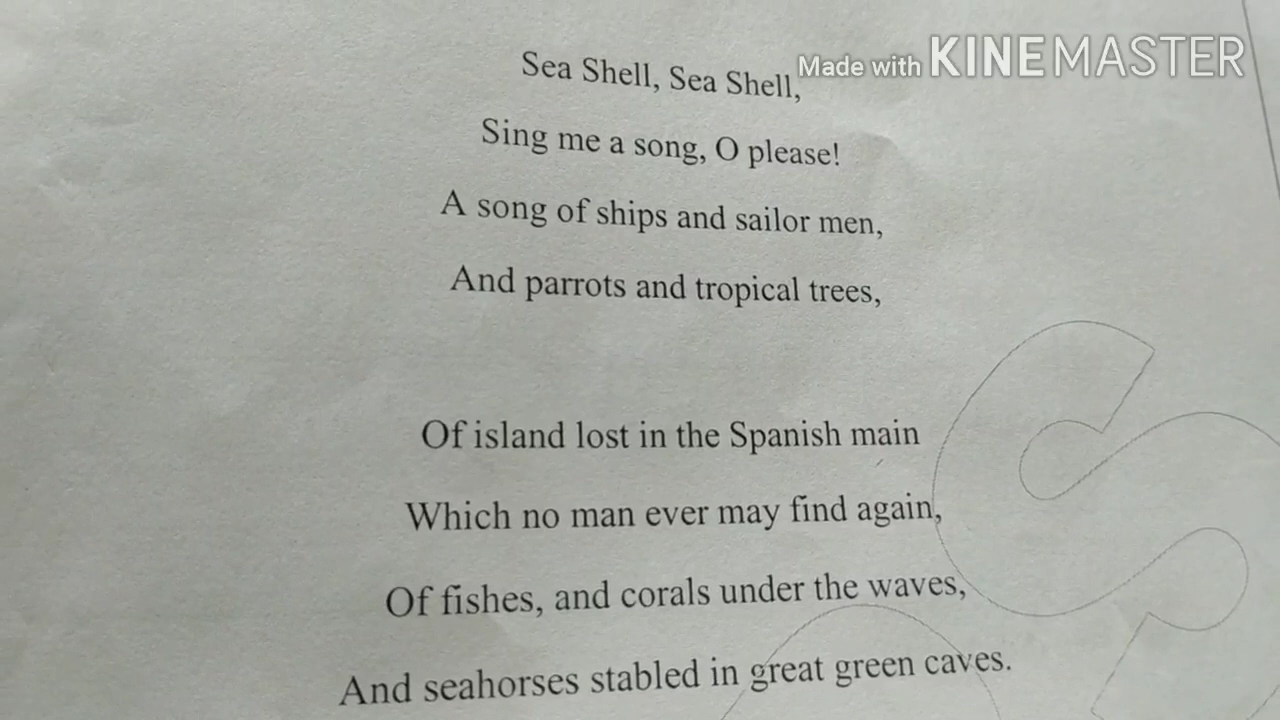 Made with KINEMASTER
Sea Shell, Sea Shell,
Sing me a song, O please!
A song of ships and sailor men,
And parrots and tropical trees,
Of island lost in the Spanish main
Which no man ever may find again,
Of fishes, and corals under the waves,
And seahorses stabled in great green caves.